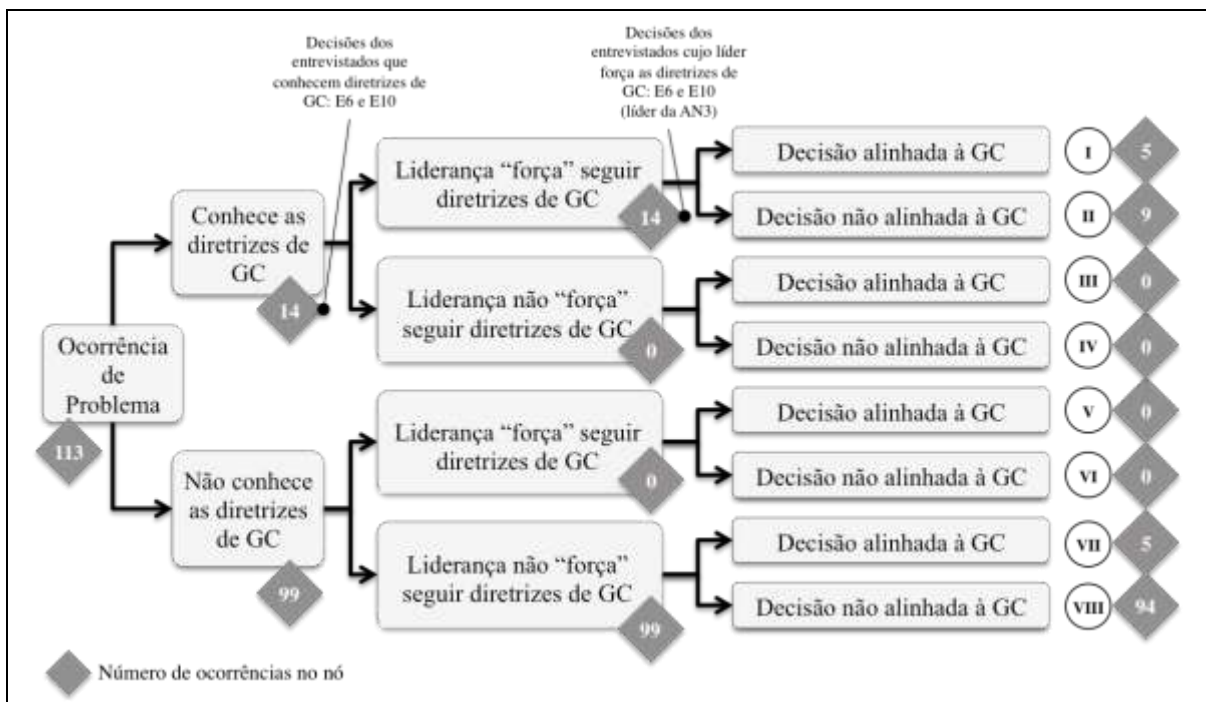 Decisões dos
entrevistados que
conhecem diretrizes de
GC: E6 e E10
Decisões dos
entrevistados cujo líder
força as diretrizes de
GC: E6 e E10
(líder da AN3)
Ocorrência
de
Problema
113
Conhece as
diretrizes de
GC
14
Não conhece
as diretrizes
de GC
99
Liderança “força” seguir
diretrizes de GC
14
Liderança não “força”
seguir diretrizes de GC
0
Liderança “força” seguir
diretrizes de GC
0
Liderança não “força”
seguir diretrizes de GC
99
Decisão alinhada à GC I 5
Decisão não alinhada à GC II 9
Decisão alinhada à GC III 0
Decisão não alinhada à GC IV 0
Decisão alinhada à GC V 0
Decisão não alinhada à GC VI 0
Decisão alinhada à GC VII 5
Decisão não alinhada à GC VIII 94
Número de ocorrências no nó